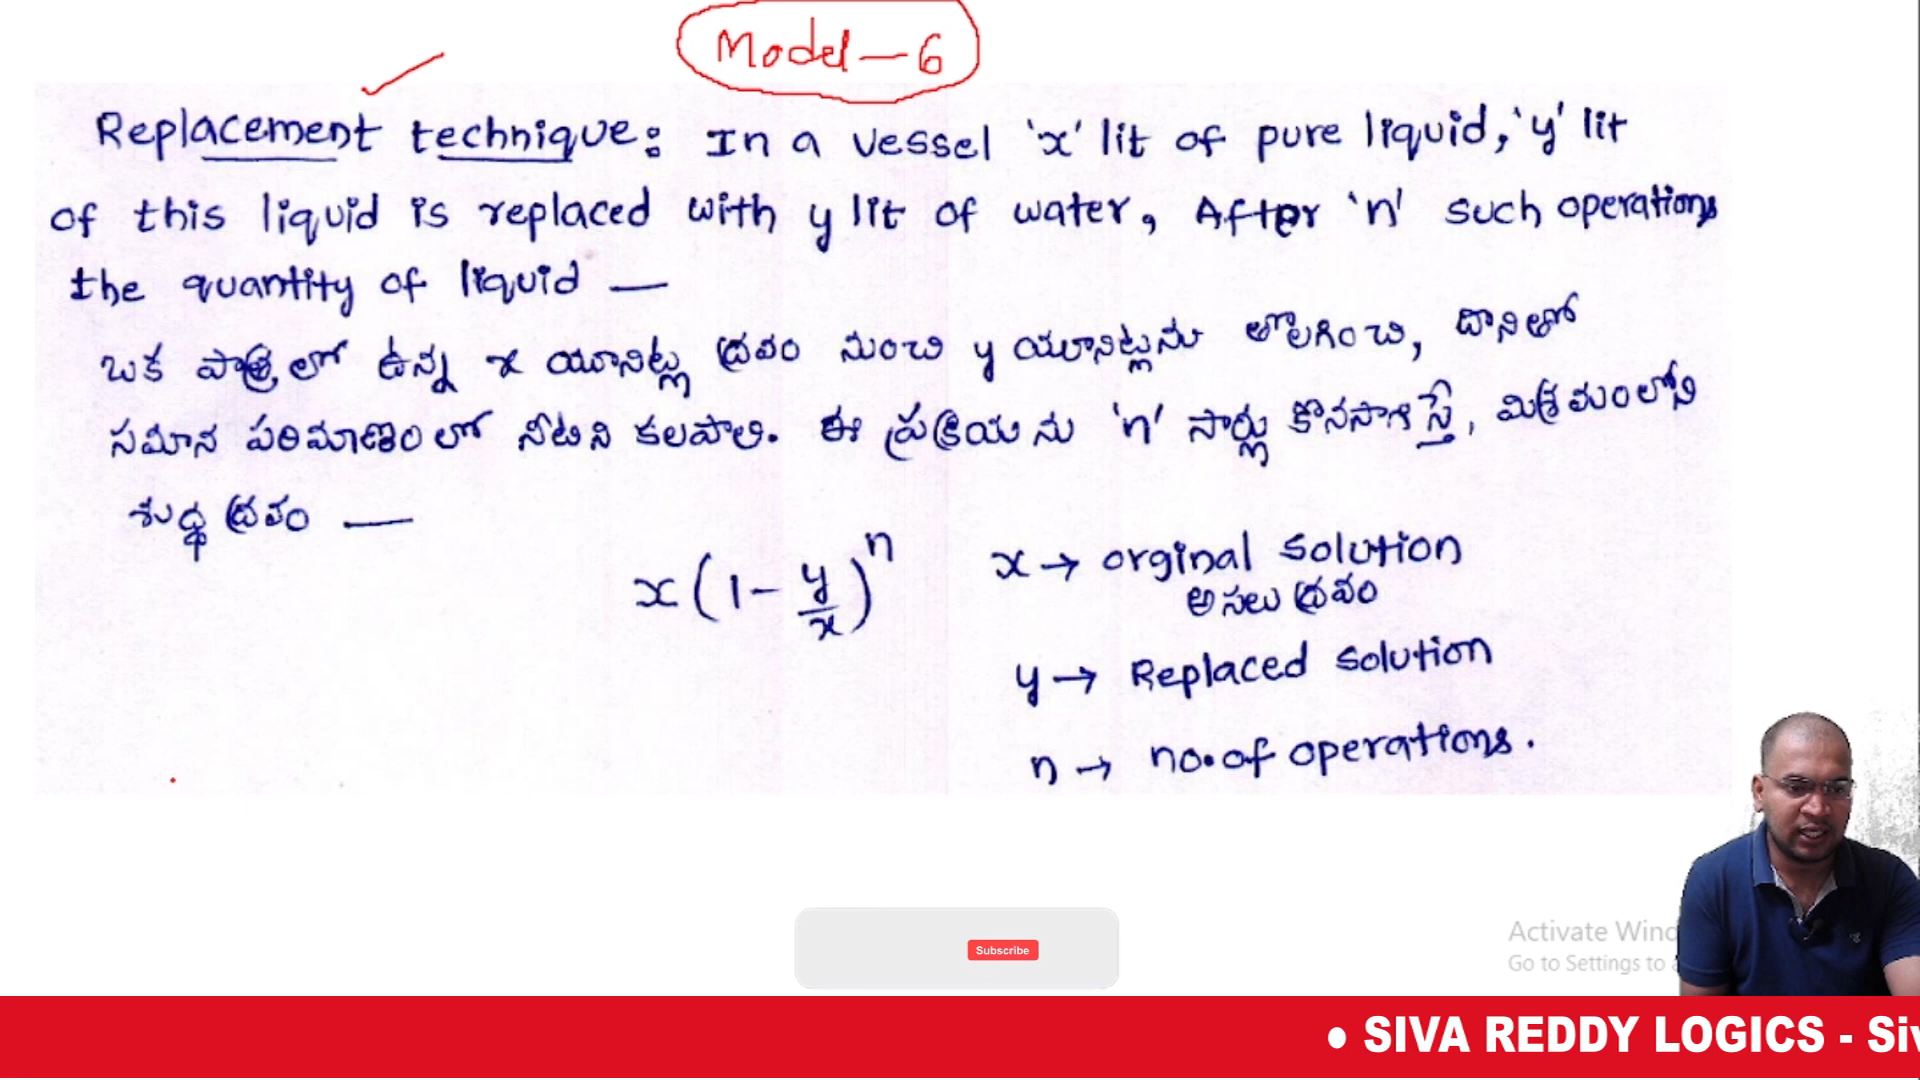 Model-6
Replacement technique: In a vessel 'x' lit of pure liquid, 'y' lit
of this liquid is replaced with y lit of water, After 'n' such operations
the quantity of liquid —
ఒక పాత్రలో ఉన్న x యూనిట్ల ద్రవం నుంచి y యూనిట్లను తొలగించి, దానితో
సమాన పరిమాణంలో నీటిని కలపాలి. ఈ ప్రక్రియను 'n' సార్లు కొనసాగిస్తే, మిశ్రమంలోని
శుద్ధ ద్రవం —
x(1 - y/x)^n
x → orginal solution
అసలు ద్రవం
y → Replaced solution
n → no. of operations.
Subscribe
Activate Wind
Go to Settings to a
• SIVA REDDY LOGICS - Siv